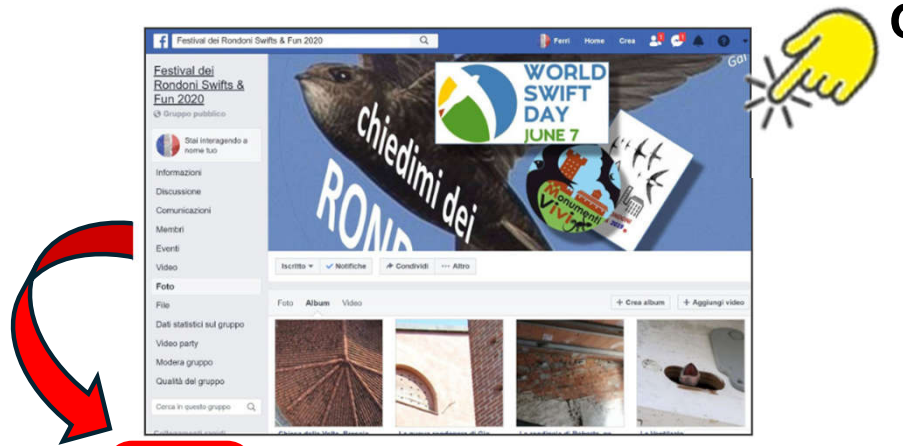 C
Festival dei Rondoni Swifts & Fun 2020
Ferri Home Crea
Festival dei
Rondoni Swifts &
Fun 2020
Gruppo pubblico
Stai interagendo a
nome tuo
Informazioni
Discussione
Comunicazioni
Membri
Eventi
Video
Foto
File
Dati statistici sul gruppo
Video party
Modera gruppo
Qualità del gruppo
Cerca in questo gruppo
WORLD
SWIFT
DAY
JUNE 7
chiedimi dei
Monumenti
Vivi
Iscritto Notifiche Condividi Altro
Foto Album Video
+ Crea album + Aggiungi video